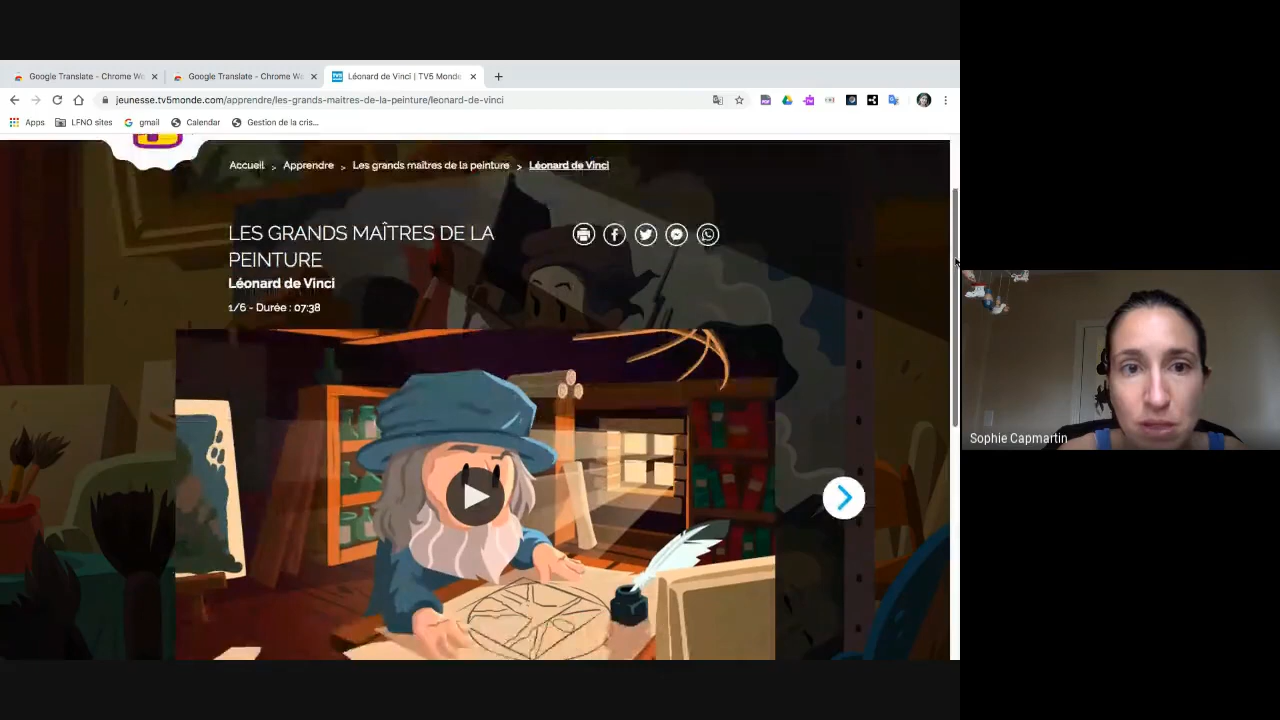 Google Translate - Chrome We
Google Translate - Chrome We
Léonard de Vinci | TV5 Monde
jeunesse.tv5monde.com/apprendre/les-grands-maitres-de-la-peinture/leonard-de-vinci
Apps LFNO sites gmail Calendar Gestion de la cris...
Accueil > Apprendre > Les grands maîtres de la peinture > Léonard de Vinci
LES GRANDS MAÎTRES DE LA
PEINTURE
Léonard de Vinci
1/6 - Durée : 07:38
Sophie Capmartin